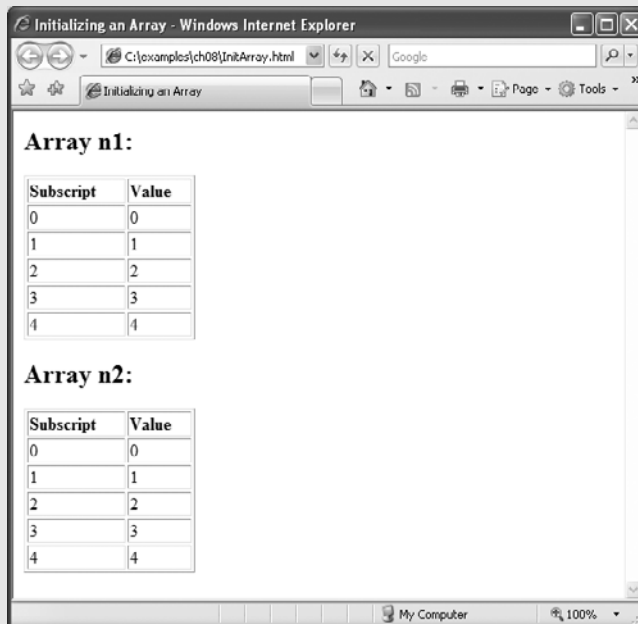 Initializing an Array - Windows Internet Explorer
C:\examples\ch08\InitArray.html
Google
Initializing an Array
Page
Tools
»
Array n1:
Subscript Value
0 0
1 1
2 2
3 3
4 4
Array n2:
Subscript Value
0 0
1 1
2 2
3 3
4 4
My Computer
100%